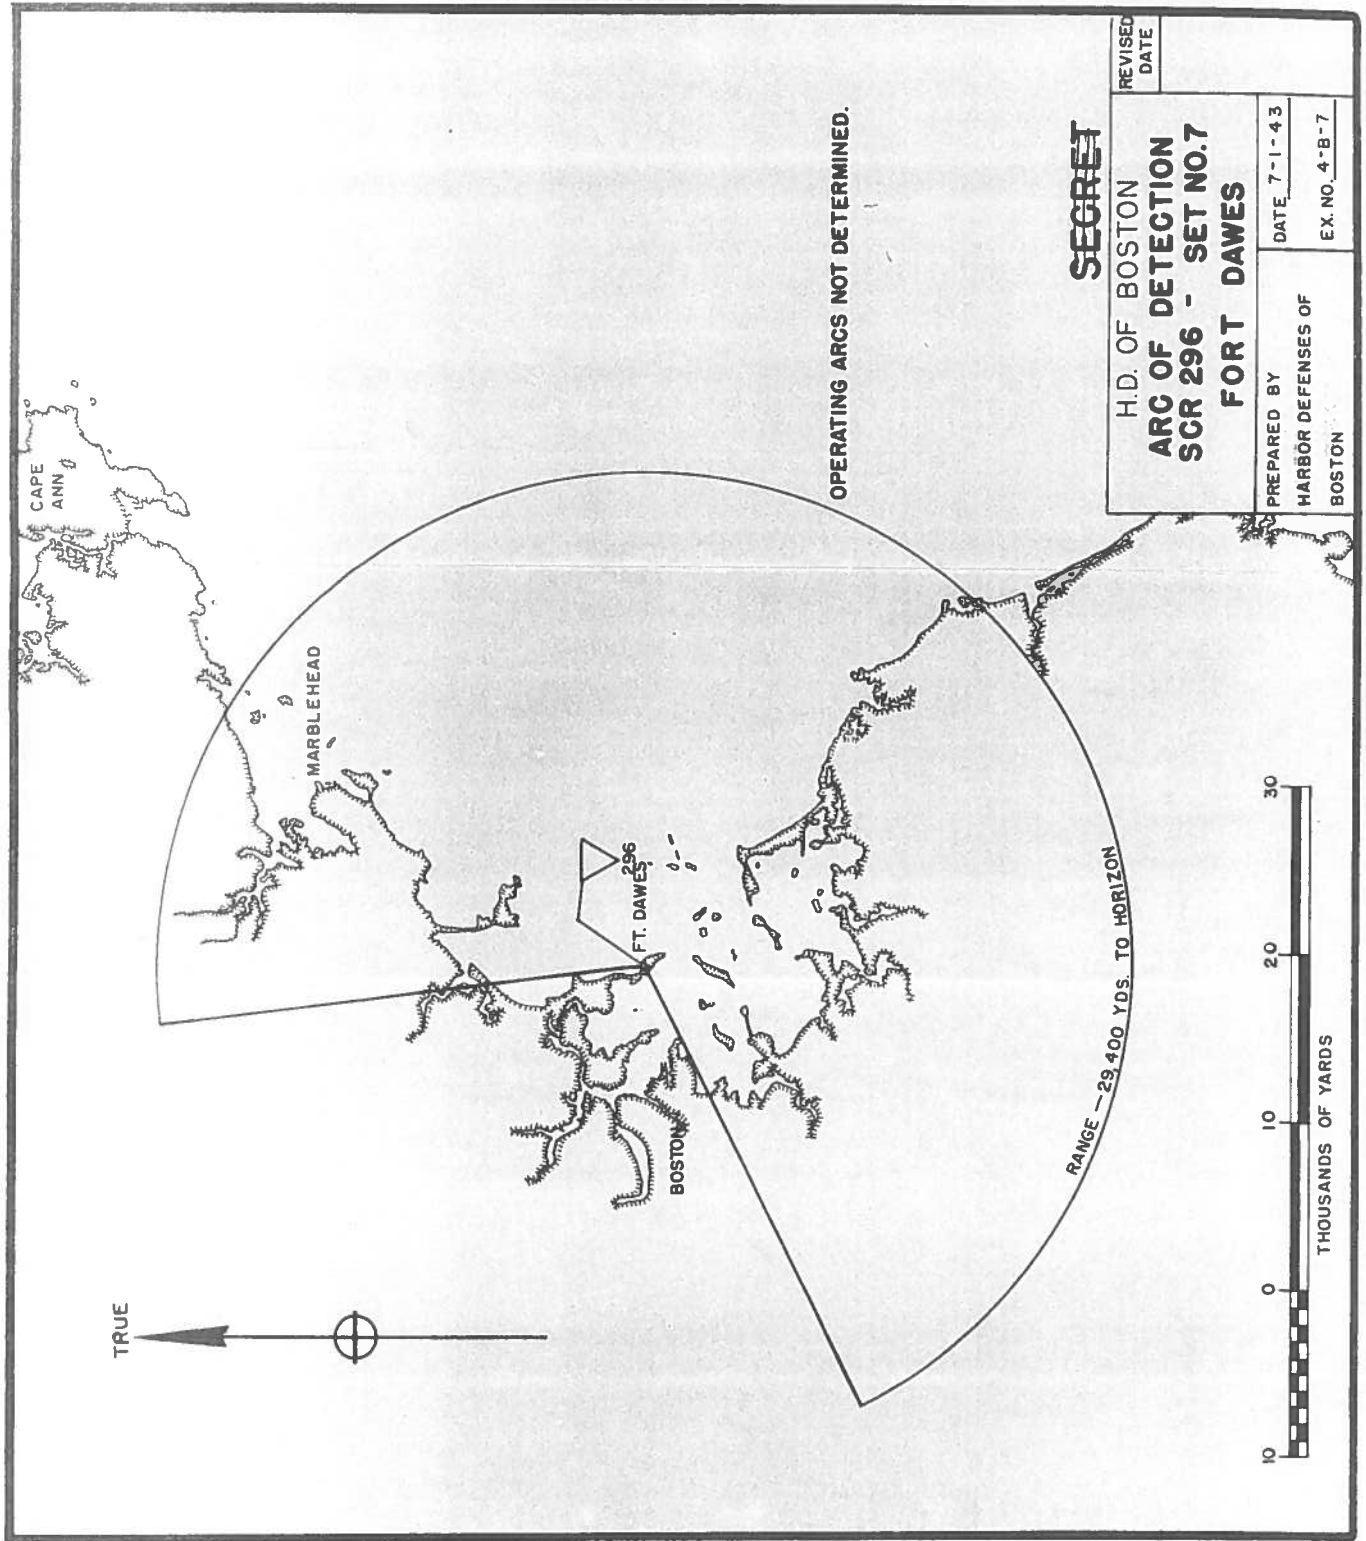 TRUE
CAPE
ANN
MARBLEHEAD
296
FT. DAWES
BOSTON
RANGE — 29,400 YDS. TO HORIZON
OPERATING ARCS NOT DETERMINED.
10 0 10 20 30
THOUSANDS OF YARDS
SECRET
H.D. OF BOSTON
ARC OF DETECTION
SCR 296 - SET NO.7
FORT DAWES
REVISED
DATE
PREPARED BY
HARBOR DEFENSES OF
BOSTON
DATE 7-1-43
EX. NO. 4-B-7